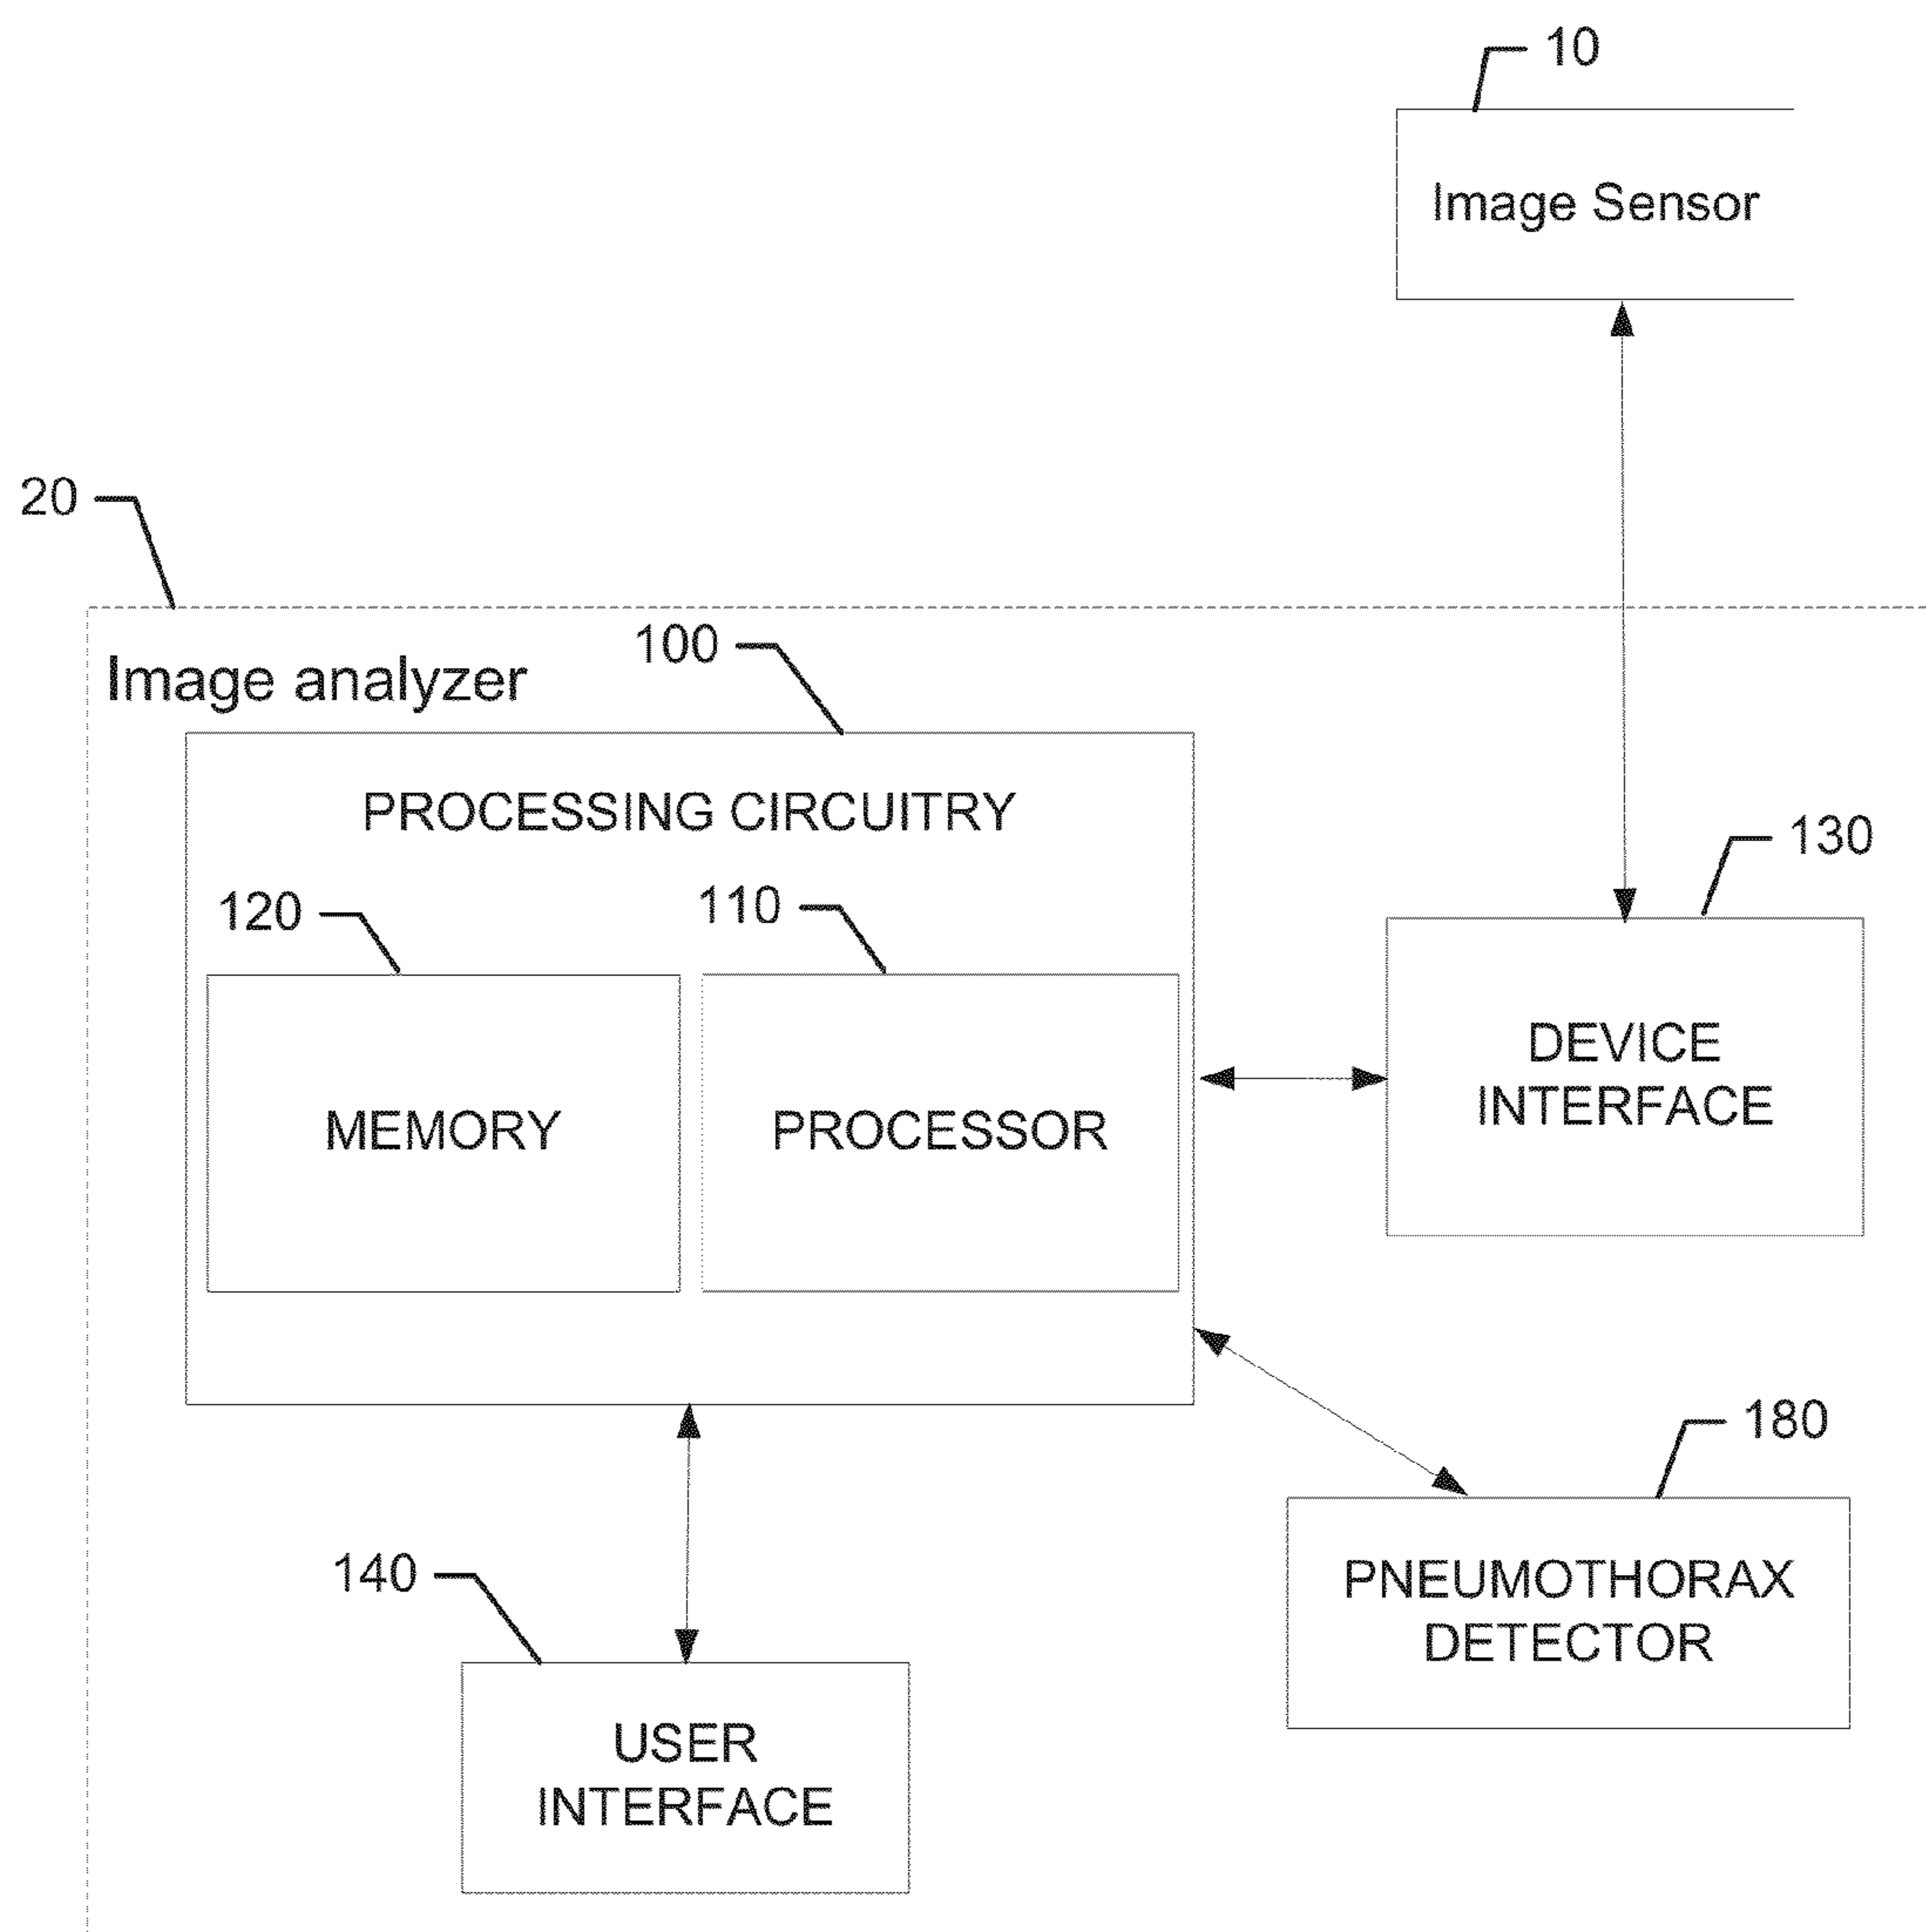 10
Image Sensor
20
Image analyzer
100
PROCESSING CIRCUITRY
130
120
110
DEVICE
INTERFACE
MEMORY
PROCESSOR
180
140
PNEUMOTHORAX
DETECTOR
USER
INTERFACE